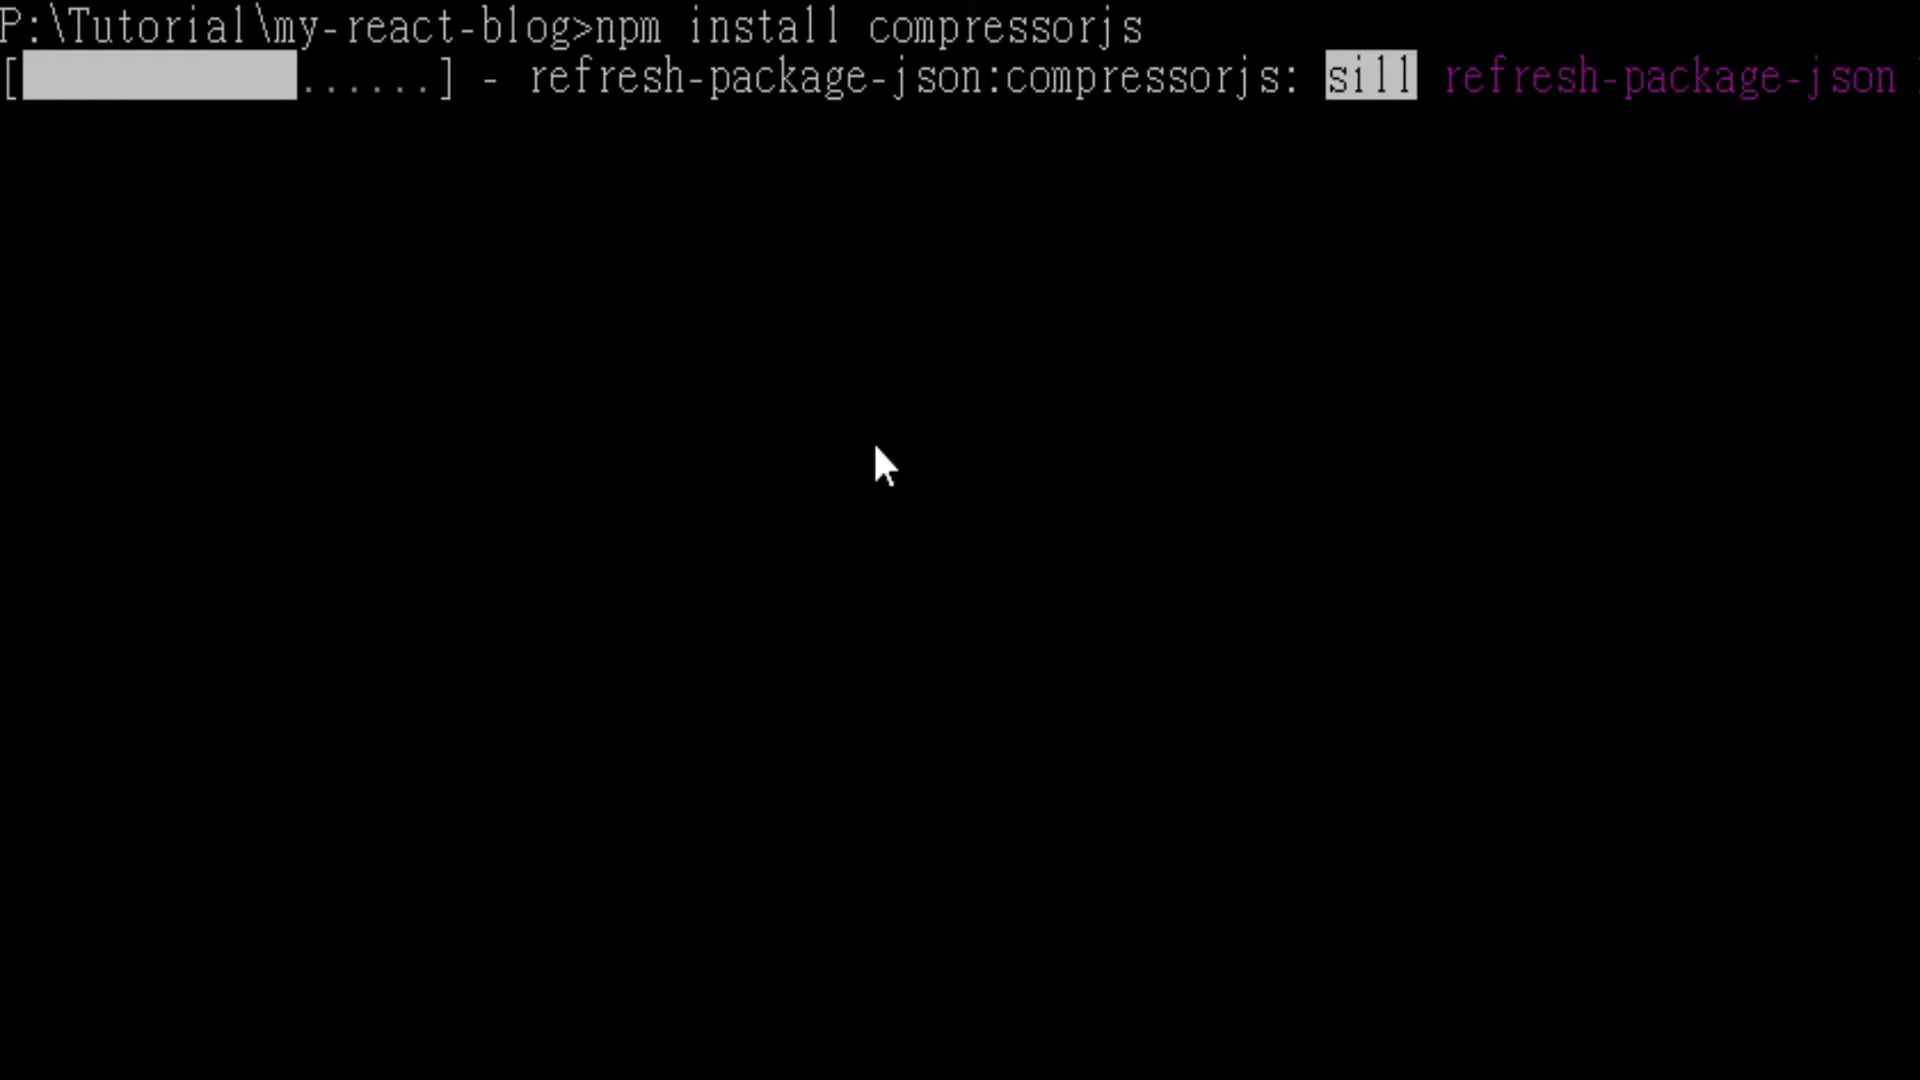 P:\Tutorial\my-react-blog>npm install compressorjs
[         ......] - refresh-package-json:compressorjs: sill refresh-package-json